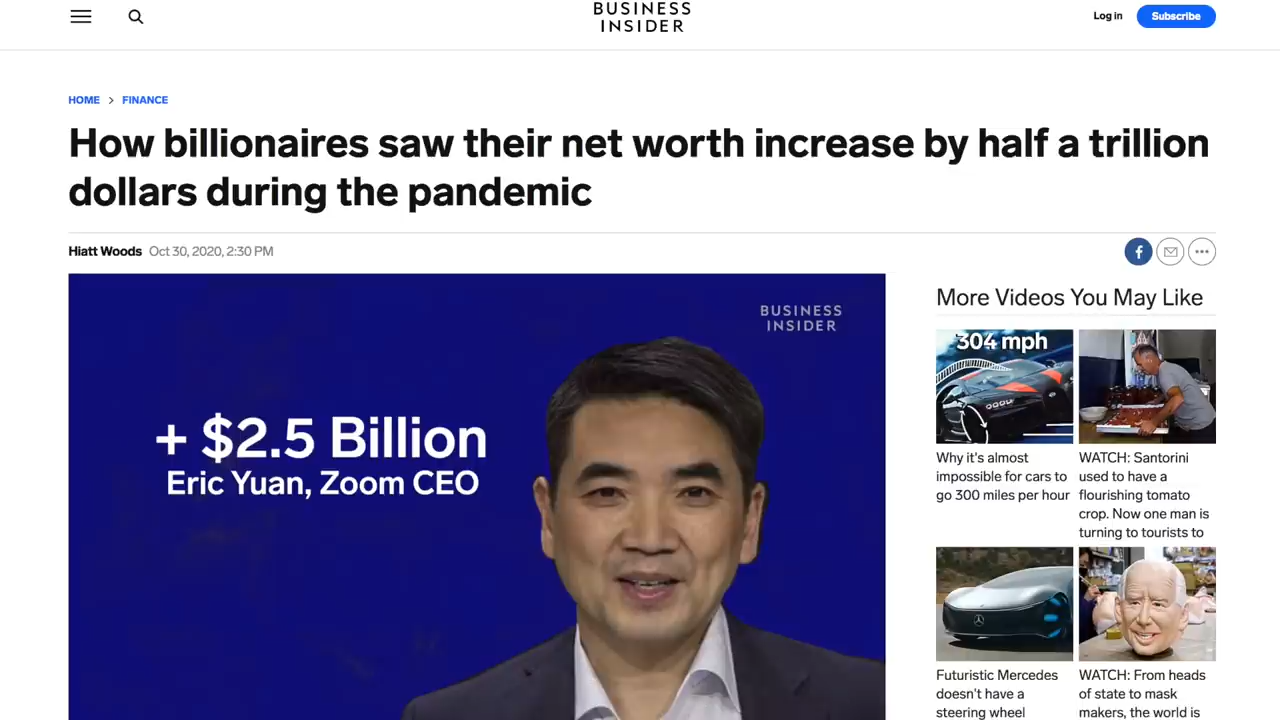 BUSINESS
INSIDER
Log in
Subscribe
HOME > FINANCE
How billionaires saw their net worth increase by half a trillion
dollars during the pandemic
Hiatt Woods Oct 30, 2020, 2:30 PM
f
BUSINESS
INSIDER
+ $2.5 Billion
Eric Yuan, Zoom CEO
More Videos You May Like
304 mph
Why it's almost
impossible for cars to
go 300 miles per hour
WATCH: Santorini
used to have a
flourishing tomato
crop. Now one man is
turning to tourists to
Futuristic Mercedes
doesn't have a
steering wheel
WATCH: From heads
of state to mask
makers, the world is